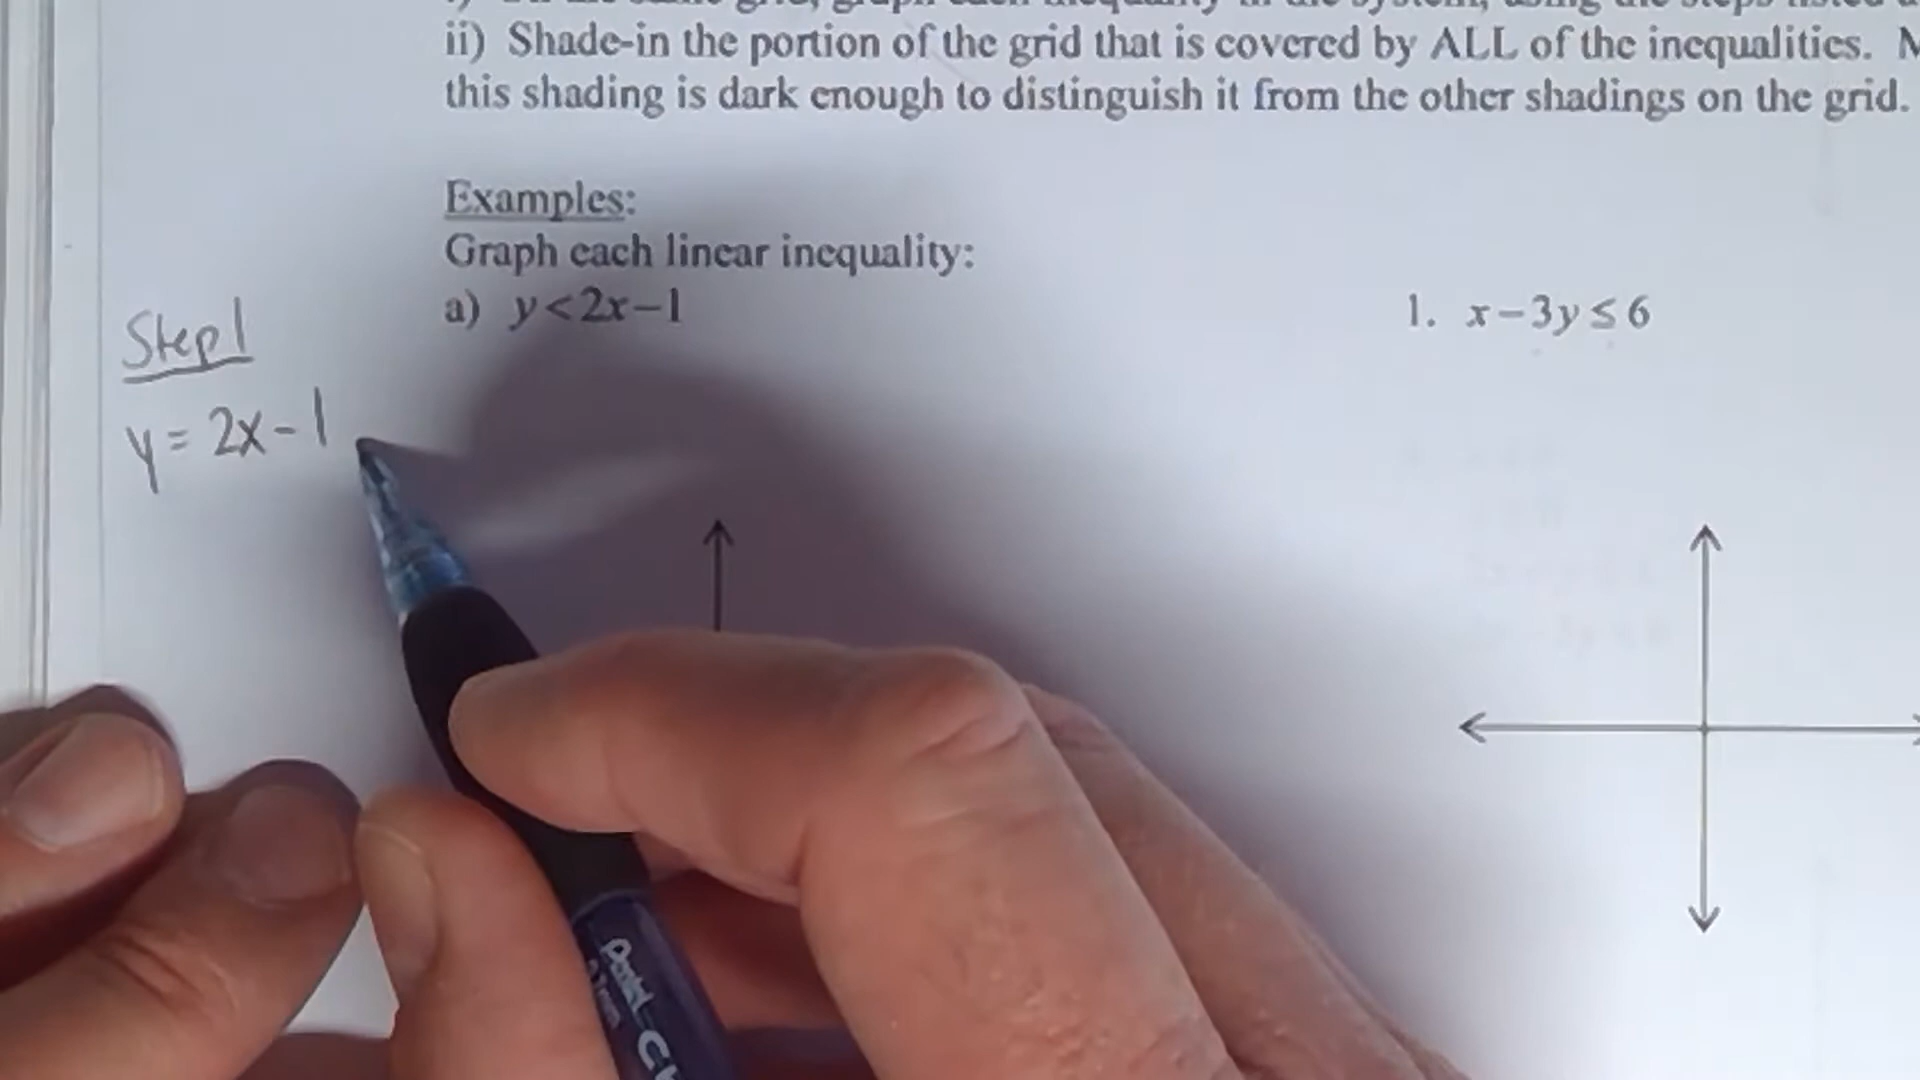 ii) Shade-in the portion of the grid that is covered by ALL of the inequalities.
this shading is dark enough to distinguish it from the other shadings on the grid.
Examples:
Graph each linear inequality:
a) y<2x-1
1. x-3y≤6
Step 1
y = 2x - 1
Pentel